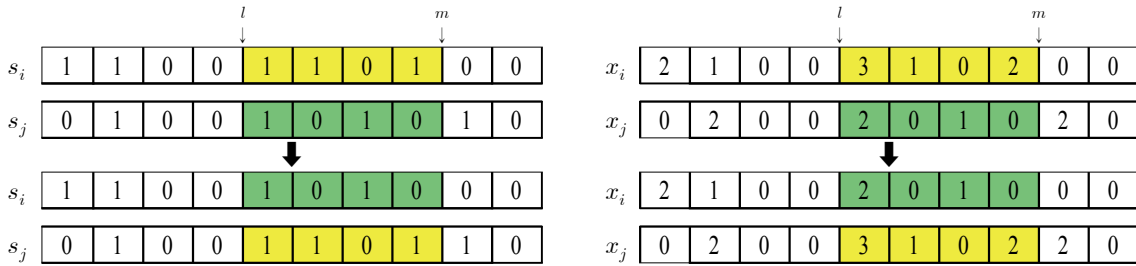 l m l m
s_i 1 1 0 0 1 1 0 1 0 0 x_i 2 1 0 0 3 1 0 2 0 0
s_j 0 1 0 0 1 0 1 0 1 0 x_j 0 2 0 0 2 0 1 0 2 0
s_i 1 1 0 0 1 0 1 0 0 0 x_i 2 1 0 0 2 0 1 0 0 0
s_j 0 1 0 0 1 1 0 1 1 0 x_j 0 2 0 0 3 1 0 2 2 0